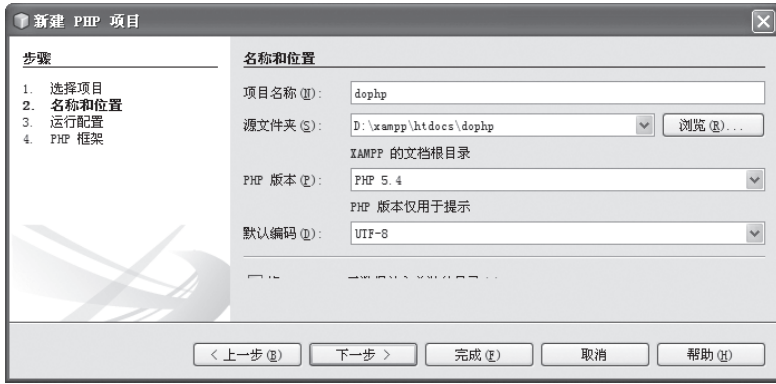 新建 PHP 项目
步骤
1. 选择项目
2. 名称和位置
3. 运行配置
4. PHP 框架
名称和位置
项目名称(N): dophp
源文件夹(S): D:\xampp\htdocs\dophp 浏览(R)...
XAMPP 的文档根目录
PHP 版本(P): PHP 5.4
PHP 版本仅用于提示
默认编码(D): UTF-8
< 上一步(B) 下一步 > 完成(F) 取消 帮助(H)